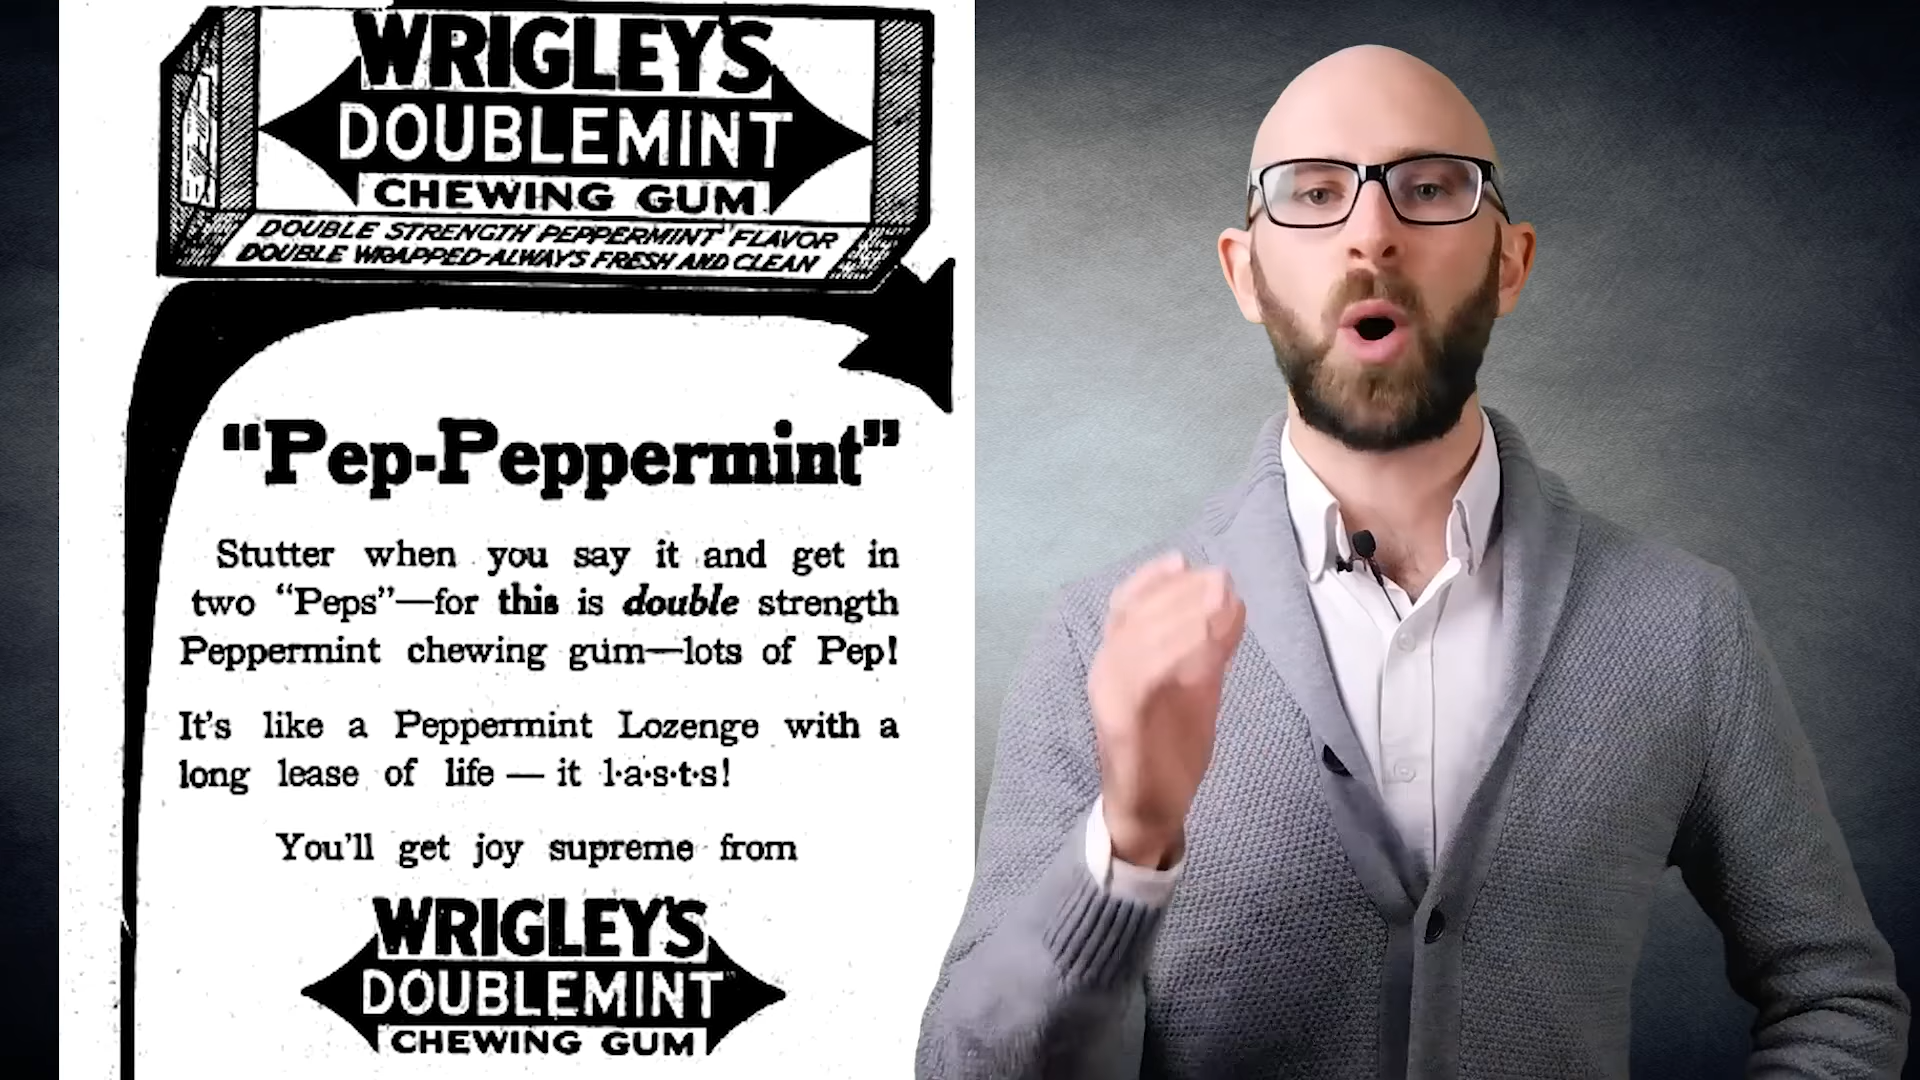 WRIGLEY'S
DOUBLEMINT
CHEWING GUM
DOUBLE STRENGTH PEPPERMINT FLAVOR
DOUBLE WRAPPED-ALWAYS FRESH AND CLEAN
"Pep-Peppermint"
Stutter when you say it and get in
two "Peps"—for this is double strength
Peppermint chewing gum—lots of Pep!
It's like a Peppermint Lozenge with a
long lease of life — it l·a·s·t·s!
You'll get joy supreme from
WRIGLEY'S
DOUBLEMINT
CHEWING GUM